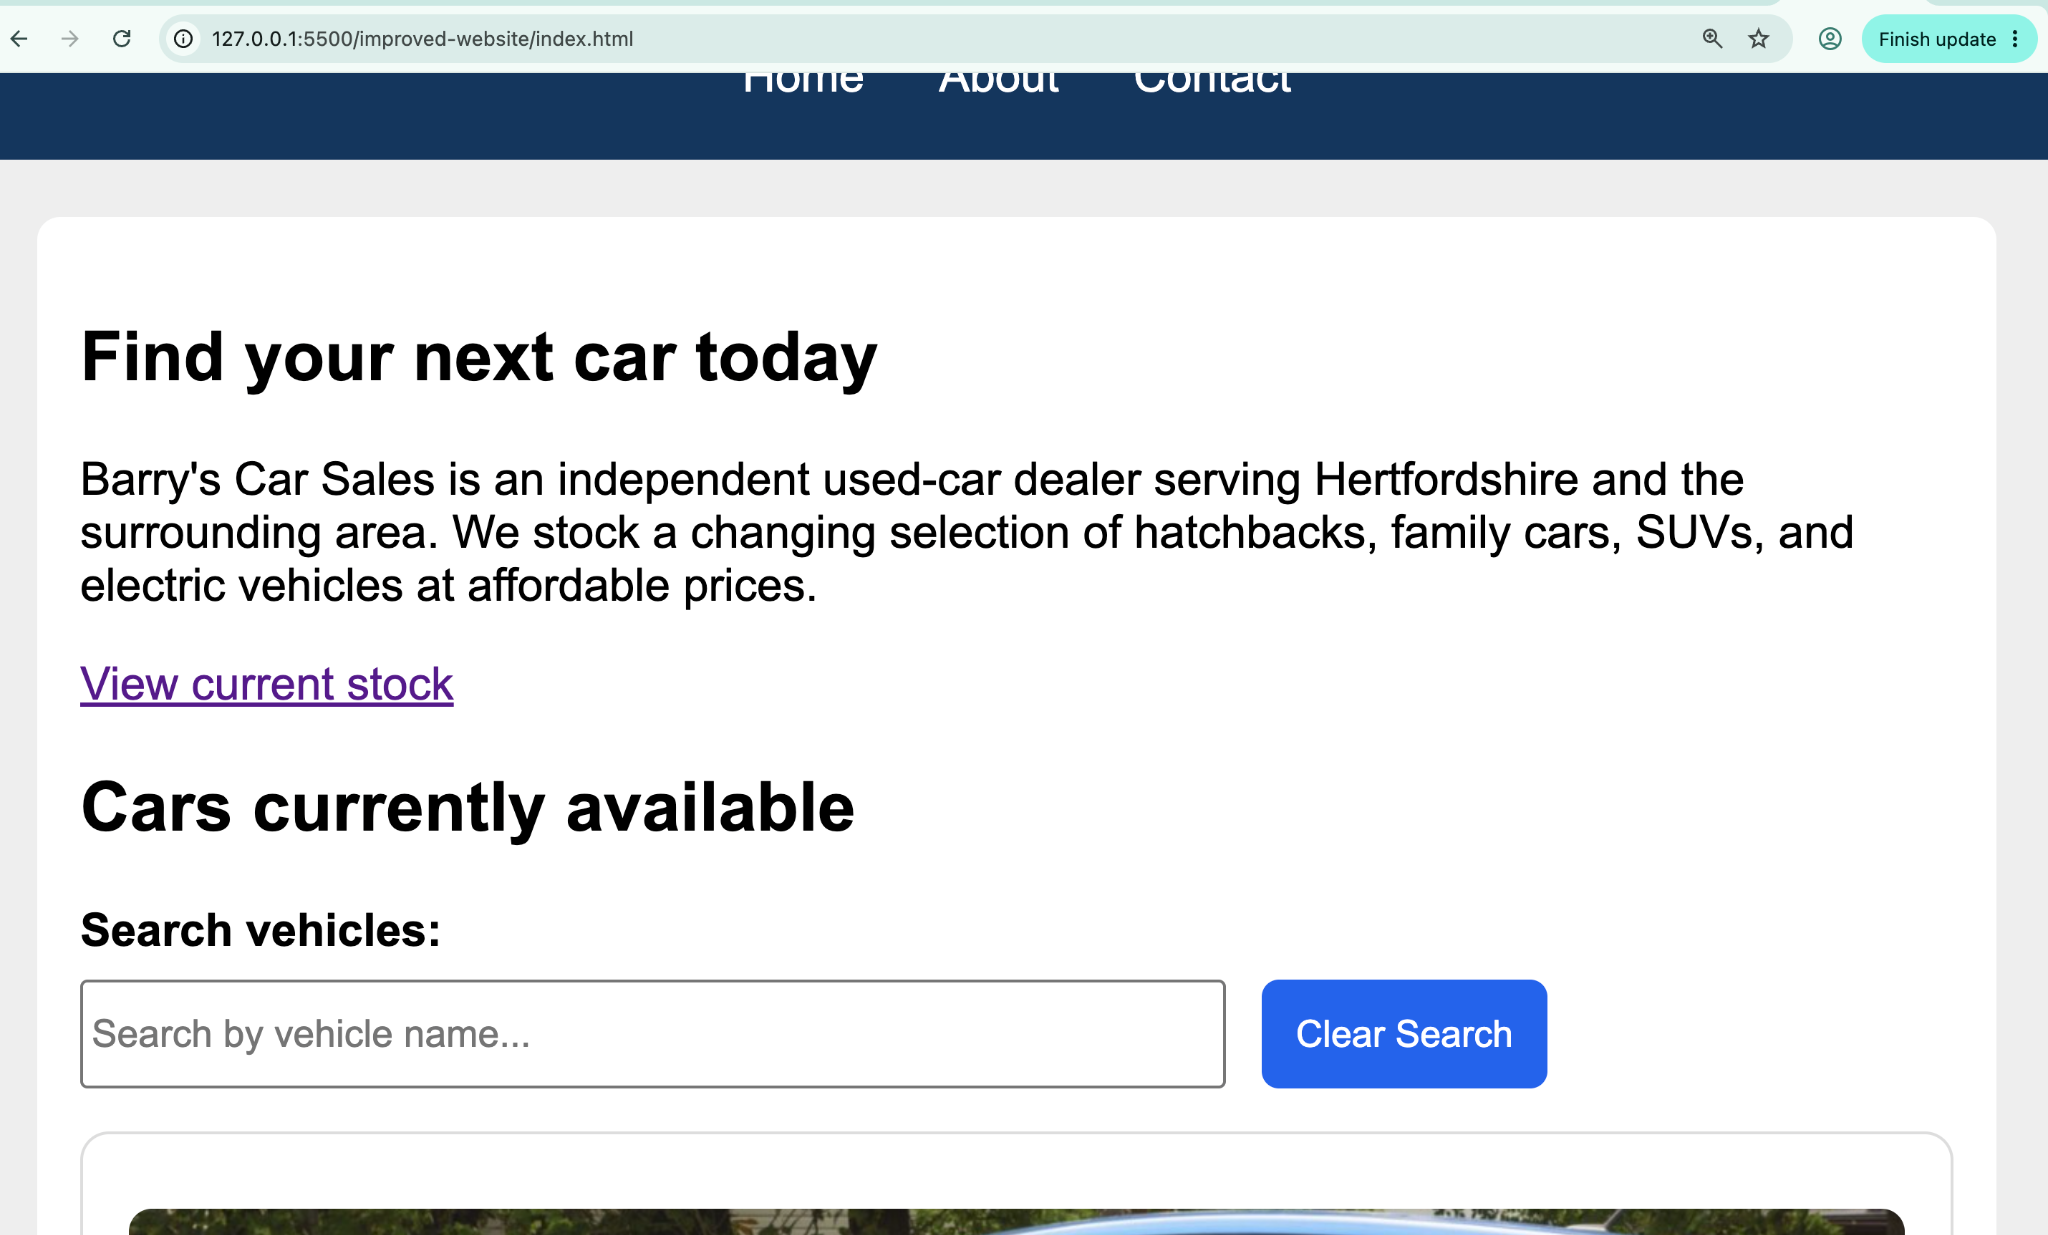 127.0.0.1:5500/improved-website/index.html
Finish update
Home About Contact
Find your next car today
Barry's Car Sales is an independent used-car dealer serving Hertfordshire and the
surrounding area. We stock a changing selection of hatchbacks, family cars, SUVs, and
electric vehicles at affordable prices.
View current stock
Cars currently available
Search vehicles:
Search by vehicle name...
Clear Search